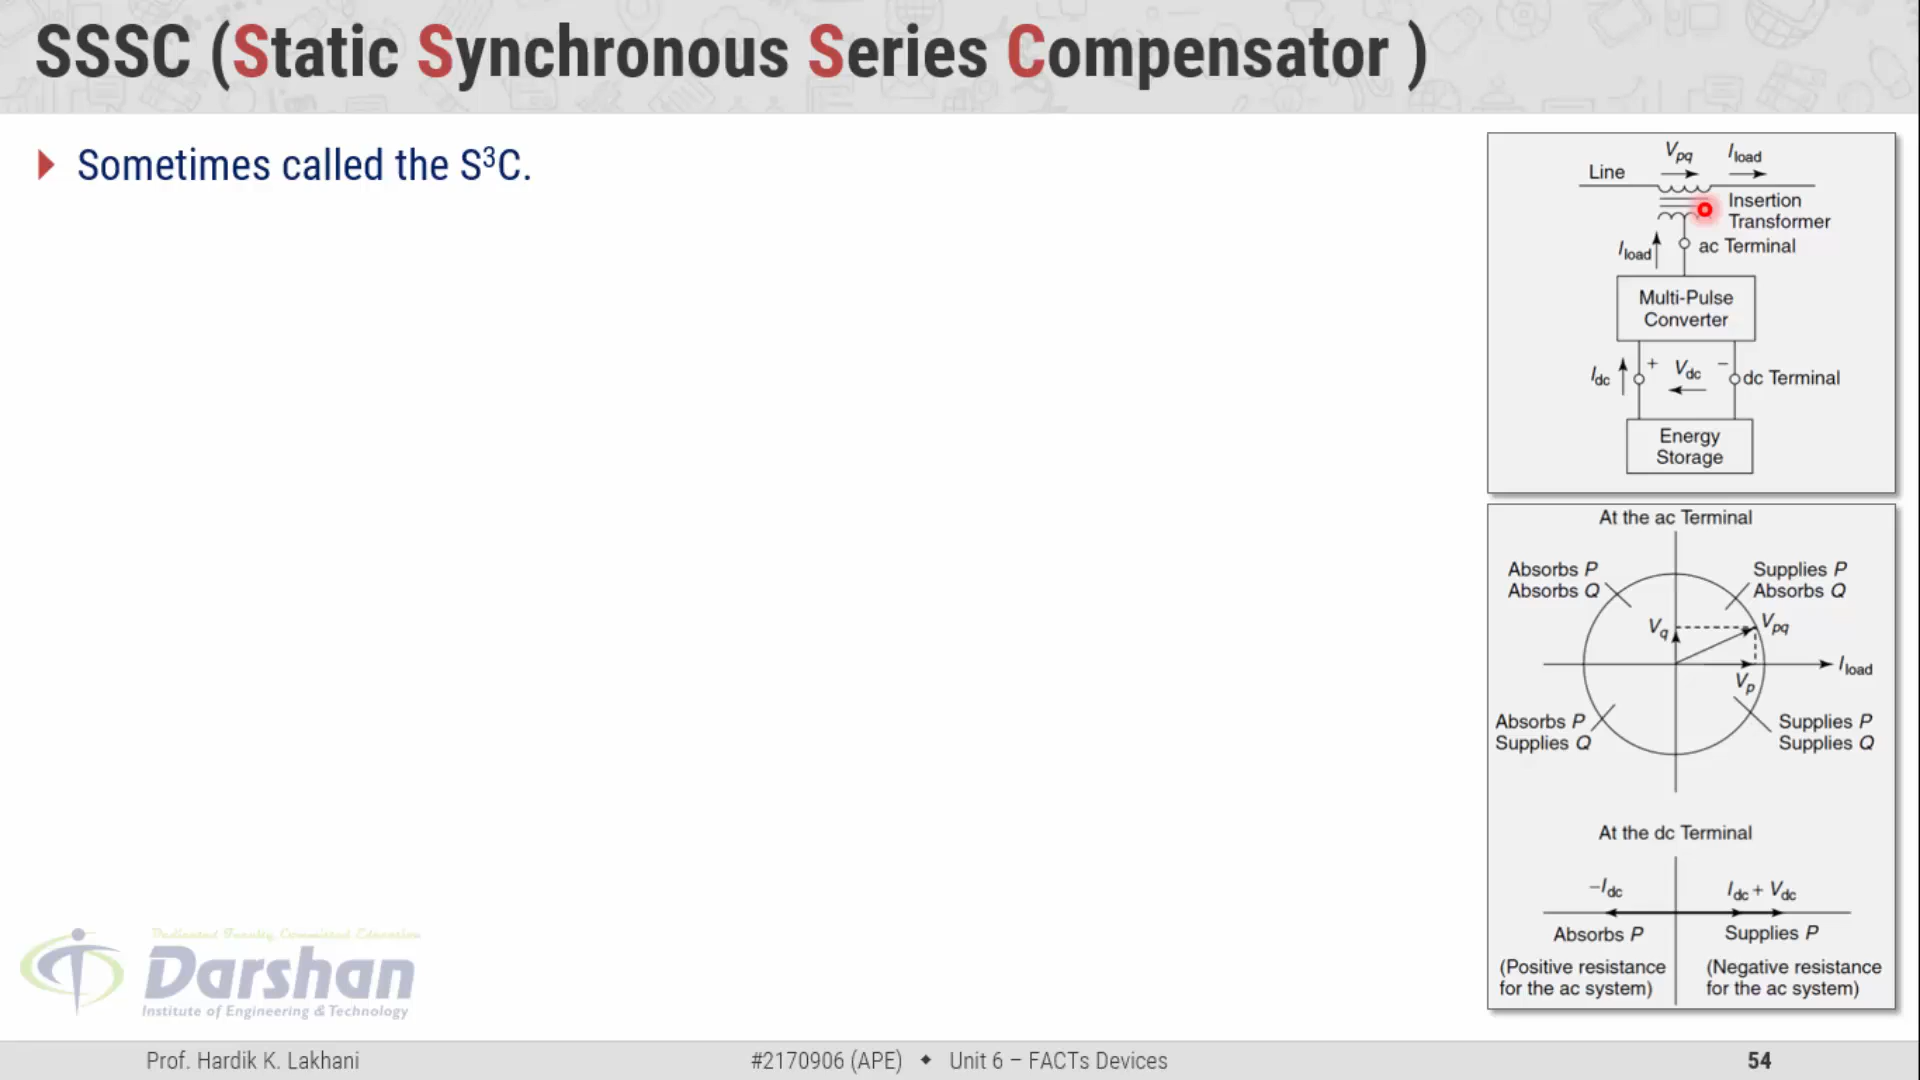 SSSC (Static Synchronous Series Compensator )
Sometimes called the S³C.
Vpq Iload
Line
Insertion
Transformer
Iload ac Terminal
Multi-Pulse
Converter
Idc + Vdc − dc Terminal
Energy
Storage
At the ac Terminal
Absorbs P Supplies P
Absorbs Q Absorbs Q
Vq Vpq
Iload
Vp
Absorbs P Supplies P
Supplies Q Supplies Q
At the dc Terminal
−Idc Idc + Vdc
Absorbs P Supplies P
(Positive resistance (Negative resistance
for the ac system) for the ac system)
Dedicated Faculty, Committed Education
Darshan
Institute of Engineering & Technology
Prof. Hardik K. Lakhani #2170906 (APE) ◆ Unit 6 – FACTs Devices 54